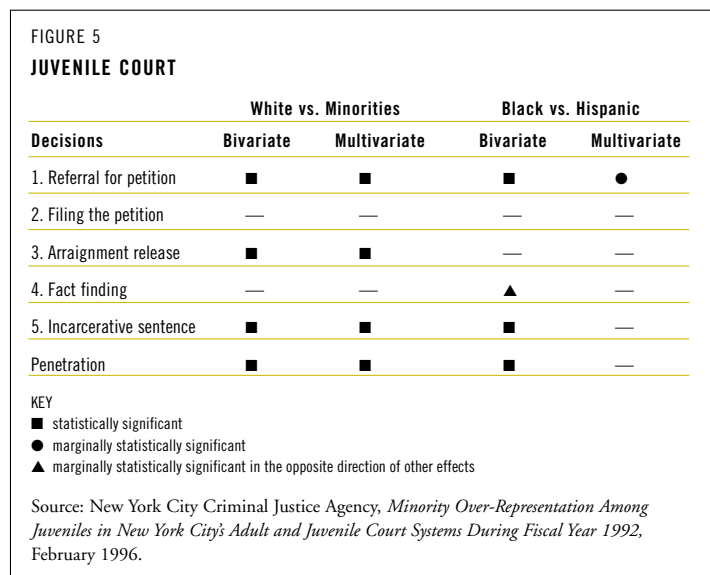 FIGURE 5
JUVENILE COURT
White vs. Minorities Black vs. Hispanic
Decisions Bivariate Multivariate Bivariate Multivariate
1. Referral for petition ■ ■ ■ ●
2. Filing the petition — — — —
3. Arraignment release ■ ■ — —
4. Fact finding — — ▲ —
5. Incarcerative sentence ■ ■ ■ —
Penetration ■ ■ ■ —
KEY
■ statistically significant
● marginally statistically significant
▲ marginally statistically significant in the opposite direction of other effects
Source: New York City Criminal Justice Agency, Minority Over-Representation Among
Juveniles in New York City's Adult and Juvenile Court Systems During Fiscal Year 1992,
February 1996.